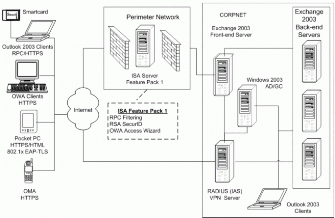 Smartcard
Outlook 2003 Clients
RPC/HTTPS
OWA Clients
HTTPS
Pocket PC
HTTPS/HTML
802.1x EAP-TLS
OMA
HTTPS
Internet
Perimeter Network
ISA Server
Feature Pack 1
ISA Feature Pack 1
RPC Filtering
RSA SecurID
OWA Access Wizard
CORPNET
Exchange 2003
Front-end Server
Windows 2003
AD/GC
RADIUS (IAS)
VPN Server
Exchange
2003
Back-end
Servers
Outlook 2003
Clients